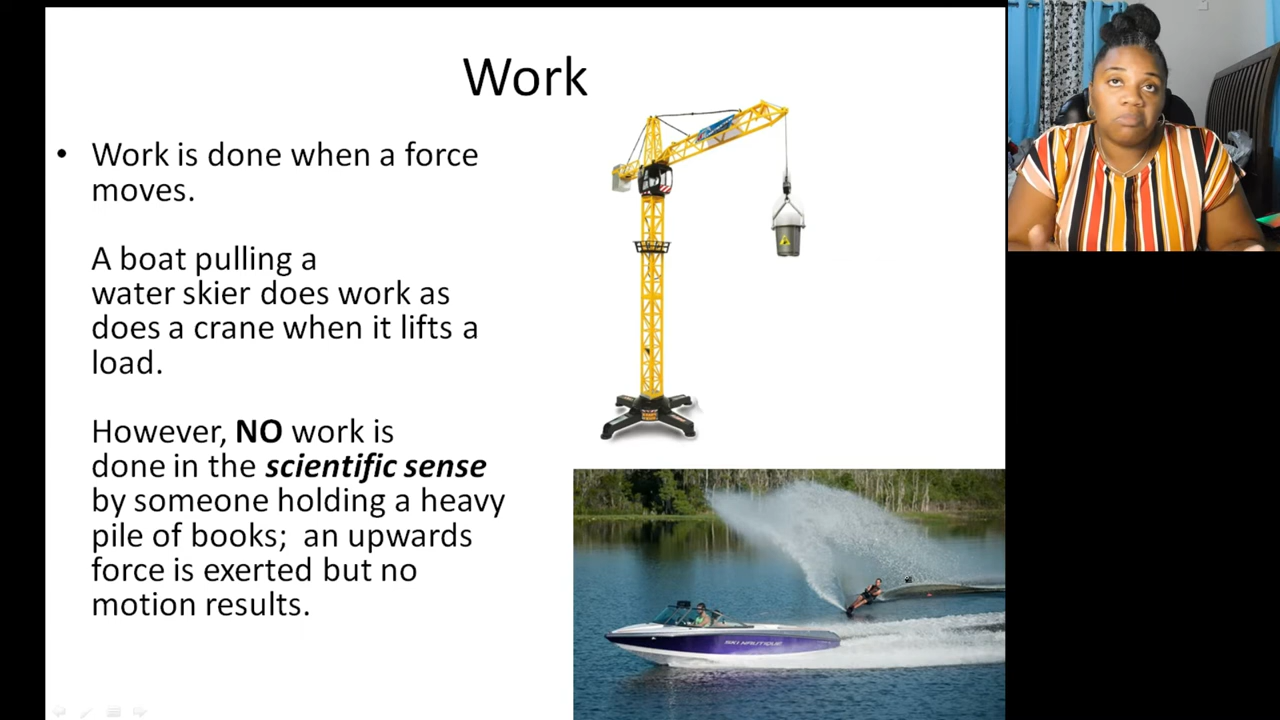 Work
• Work is done when a force
moves.
A boat pulling a
water skier does work as
does a crane when it lifts a
load.
However, NO work is
done in the scientific sense
by someone holding a heavy
pile of books;  an upwards
force is exerted but no
motion results.
SKI NAUTIQUE